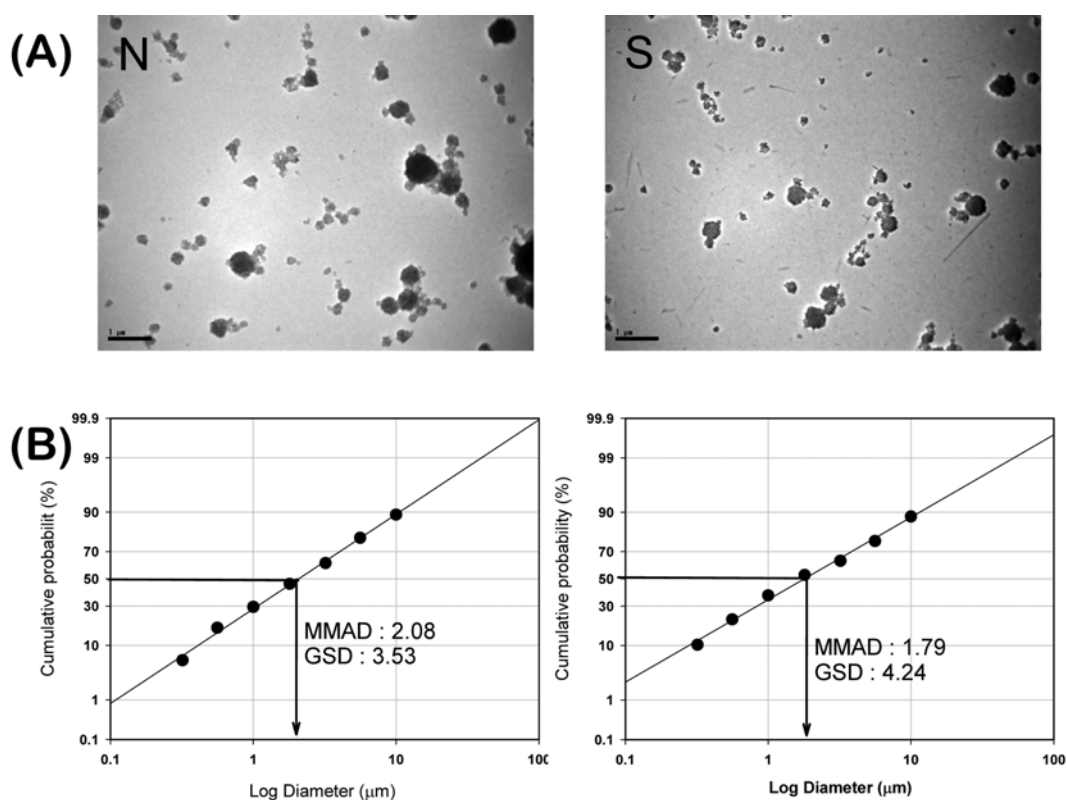 (A)
N
1 µm
S
1 µm
(B)
Cumulative probabilit (%)
99.9
99
90
70
50
30
10
1
0.1
MMAD : 2.08
GSD : 3.53
0.1 1 10 100
Log Diameter (µm)
Cumulative probability (%)
99.9
99
90
70
50
30
10
1
0.1
MMAD : 1.79
GSD : 4.24
0.1 1 10 100
Log Diameter (µm)